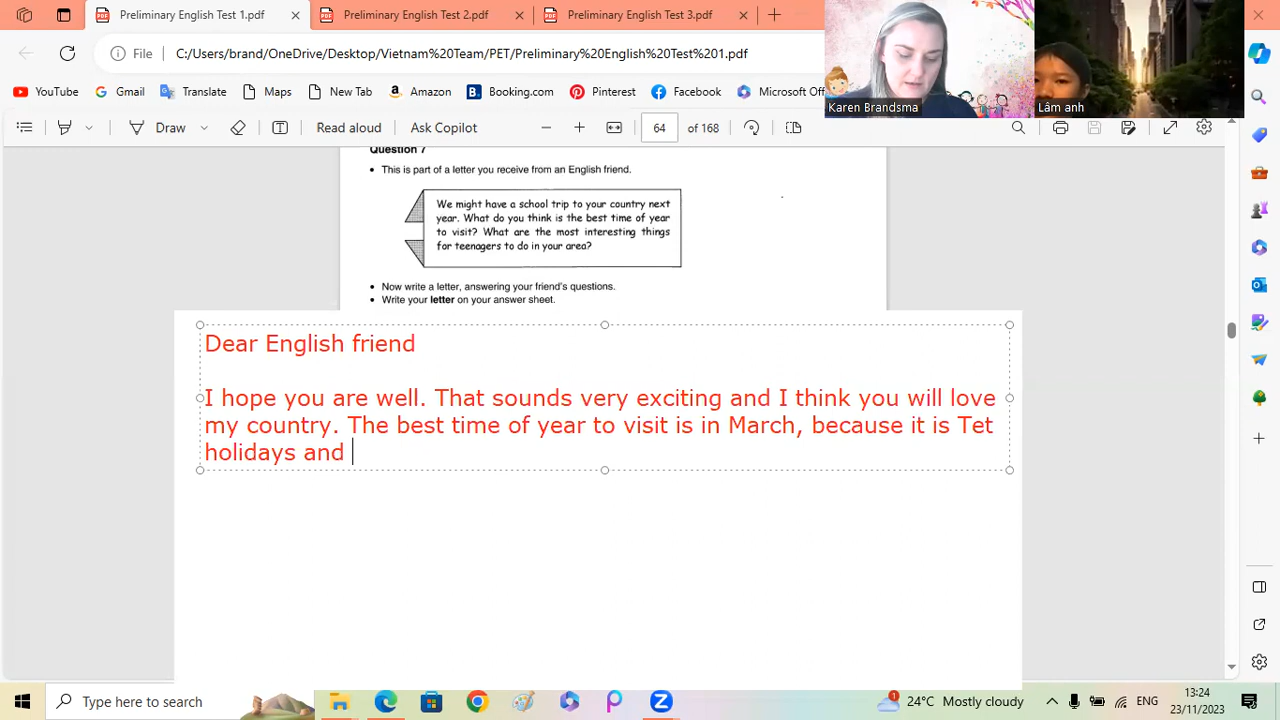 Preliminary English Test 1.pdf
Preliminary English Test 2.pdf
Preliminary English Test 3.pdf
File
C:/Users/brand/OneDrive/Desktop/Vietnam%20Team/PET/Preliminary%20English%20Test%201.pdf
YouTube
Gmail
Translate
Maps
New Tab
Amazon
Booking.com
Pinterest
Facebook
Microsoft Off
Karen Brandsma
Lâm anh
Draw
Read aloud
Ask Copilot
64
of 168
Question 7
• This is part of a letter you receive from an English friend.
We might have a school trip to your country next
year. What do you think is the best time of year
to visit? What are the most interesting things
for teenagers to do in your area?
• Now write a letter, answering your friend's questions.
• Write your letter on your answer sheet.
Dear English friend
I hope you are well. That sounds very exciting and I think you will love
my country. The best time of year to visit is in March, because it is Tet
holidays and
Type here to search
1
24°C Mostly cloudy
ENG
13:24
23/11/2023